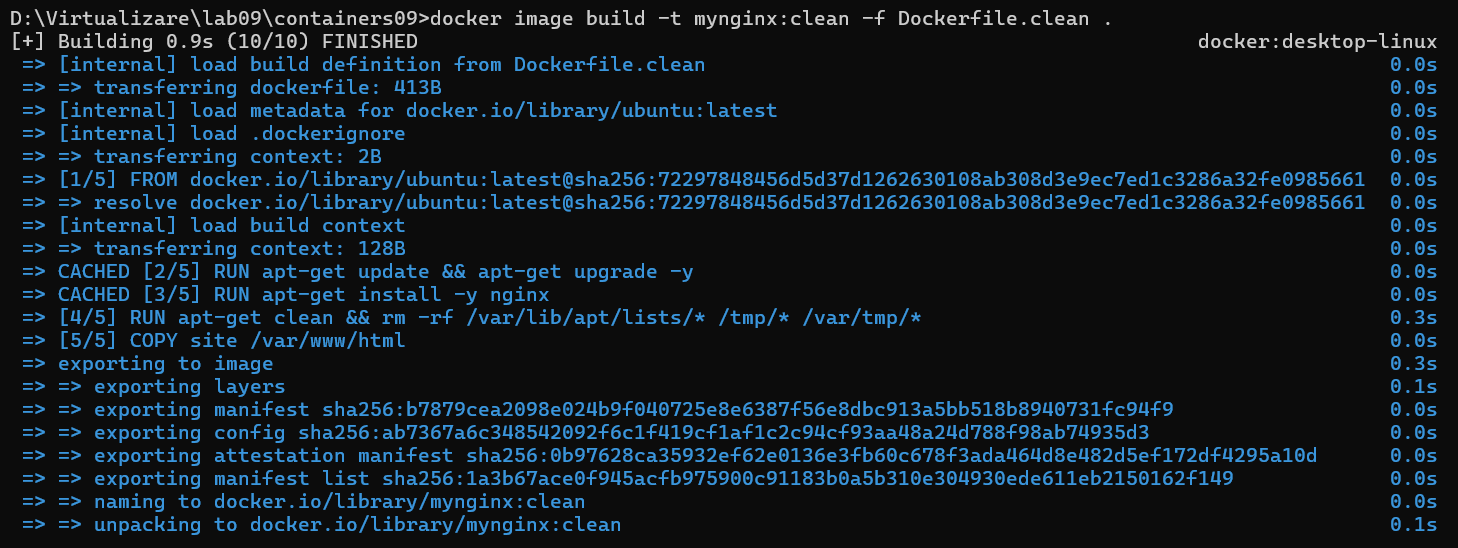 D:\Virtualizare\lab09\containers09>docker image build -t mynginx:clean -f Dockerfile.clean .
[+] Building 0.9s (10/10) FINISHED docker:desktop-linux
=> [internal] load build definition from Dockerfile.clean 0.0s
=> => transferring dockerfile: 413B 0.0s
=> [internal] load metadata for docker.io/library/ubuntu:latest 0.0s
=> [internal] load .dockerignore 0.0s
=> => transferring context: 2B 0.0s
=> [1/5] FROM docker.io/library/ubuntu:latest@sha256:72297848456d5d37d1262630108ab308d3e9ec7ed1c3286a32fe0985661 0.0s
=> => resolve docker.io/library/ubuntu:latest@sha256:72297848456d5d37d1262630108ab308d3e9ec7ed1c3286a32fe0985661 0.0s
=> [internal] load build context 0.0s
=> => transferring context: 128B 0.0s
=> CACHED [2/5] RUN apt-get update && apt-get upgrade -y 0.0s
=> CACHED [3/5] RUN apt-get install -y nginx 0.0s
=> [4/5] RUN apt-get clean && rm -rf /var/lib/apt/lists/* /tmp/* /var/tmp/* 0.3s
=> [5/5] COPY site /var/www/html 0.0s
=> exporting to image 0.3s
=> => exporting layers 0.1s
=> => exporting manifest sha256:b7879cea2098e024b9f040725e8e6387f56e8dbc913a5bb518b8940731fc94f9 0.0s
=> => exporting config sha256:ab7367a6c348542092f6c1f419cf1af1c2c94cf93aa48a24d788f98ab74935d3 0.0s
=> => exporting attestation manifest sha256:0b97628ca35932ef62e0136e3fb60c678f3ada464d8e482d5ef172df4295a10d 0.0s
=> => exporting manifest list sha256:1a3b67ace0f945acfb975900c91183b0a5b310e304930ede611eb2150162f149 0.0s
=> => naming to docker.io/library/mynginx:clean 0.0s
=> => unpacking to docker.io/library/mynginx:clean 0.1s